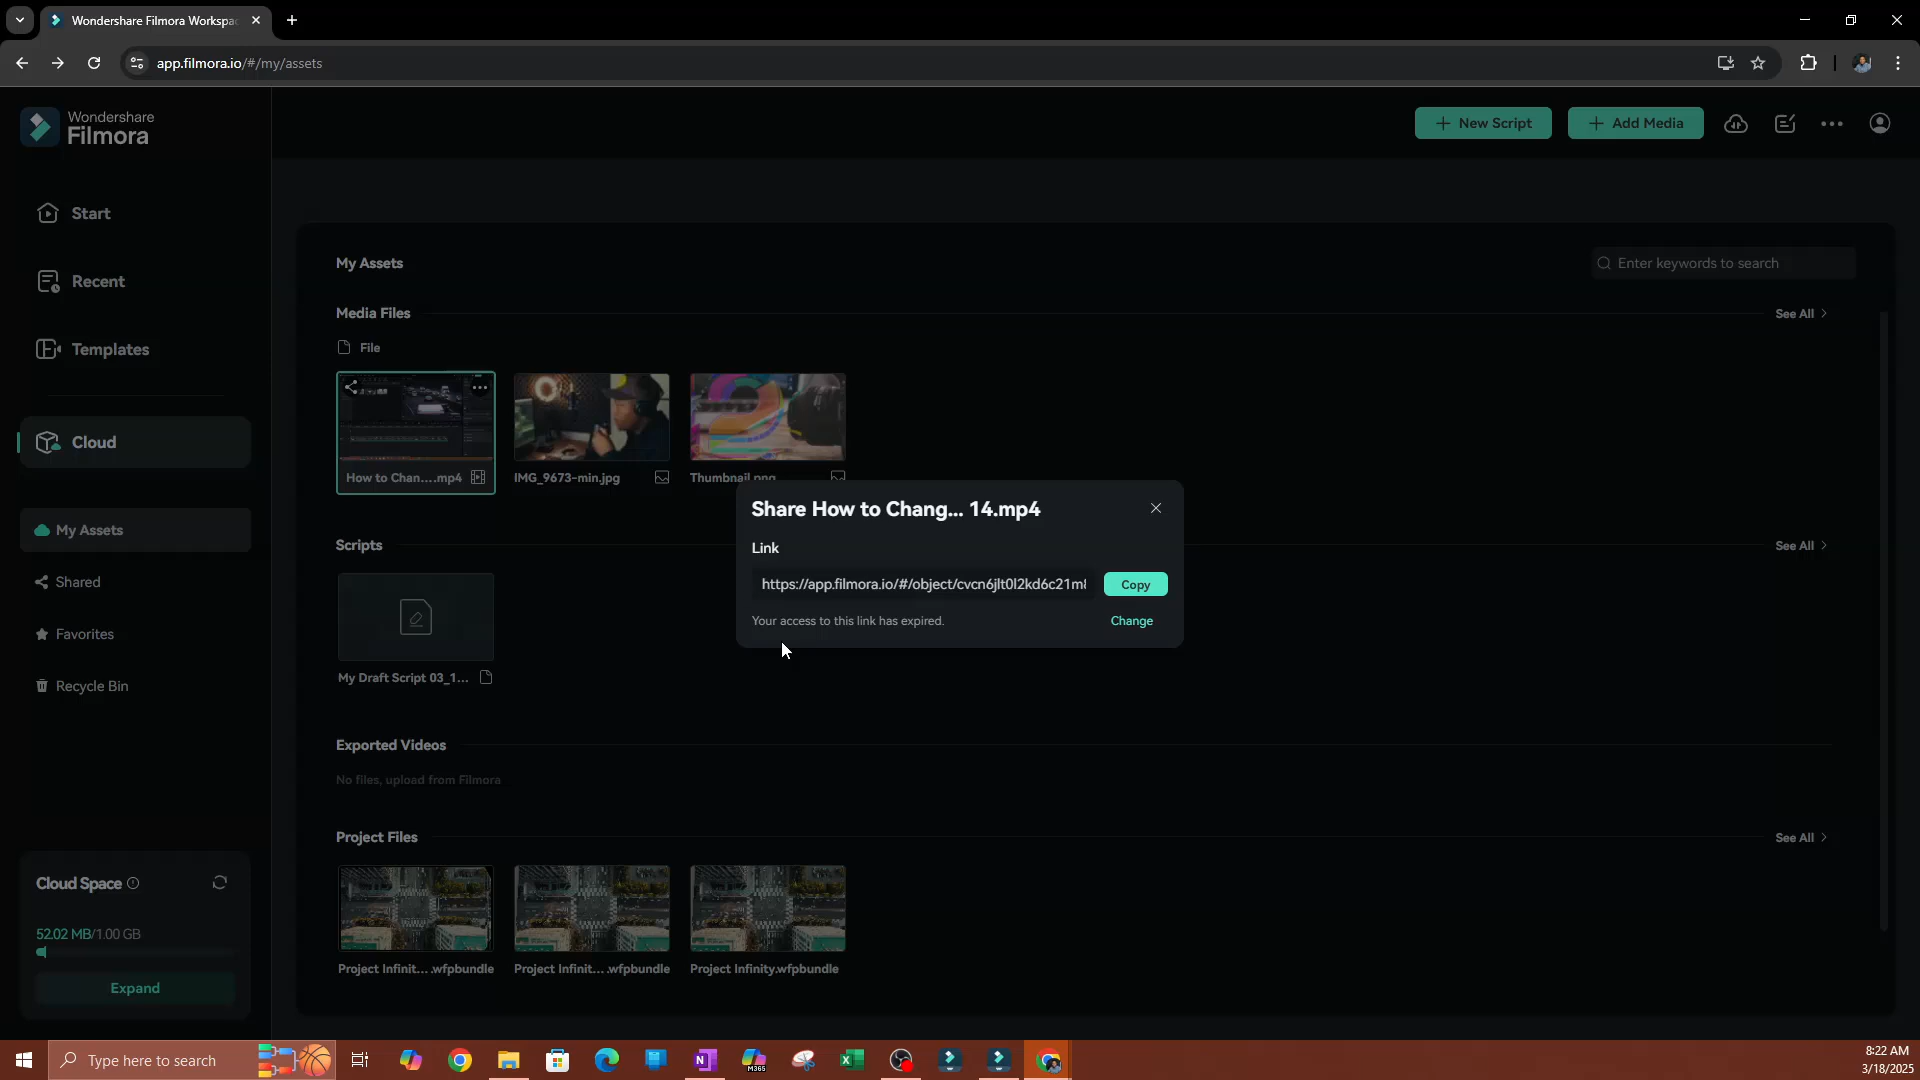 Wondershare Filmora Workspa
app.filmora.io/#/my/assets
Wondershare
Filmora
New Script
Add Media
Start
Recent
Templates
Cloud
My Assets
Shared
Favorites
Recycle Bin
Cloud Space
52.02 MB/1.00 GB
Expand
My Assets
Enter keywords to search
Media Files
See All
File
How to Chan....mp4
IMG_9673-min.jpg
Thumbnail.png
Share How to Chang... 14.mp4
Link
https://app.filmora.io/#/object/cvcn6jlt0l2kd6c21m
Copy
Your access to this link has expired.
Change
Scripts
See All
My Draft Script 03_1...
Exported Videos
No files, upload from Filmora
Project Files
See All
Project Infinit... .wfpbundle
Project Infinit... .wfpbundle
Project Infinity.wfpbundle
Type here to search
N
M365
8:22 AM
3/18/2025